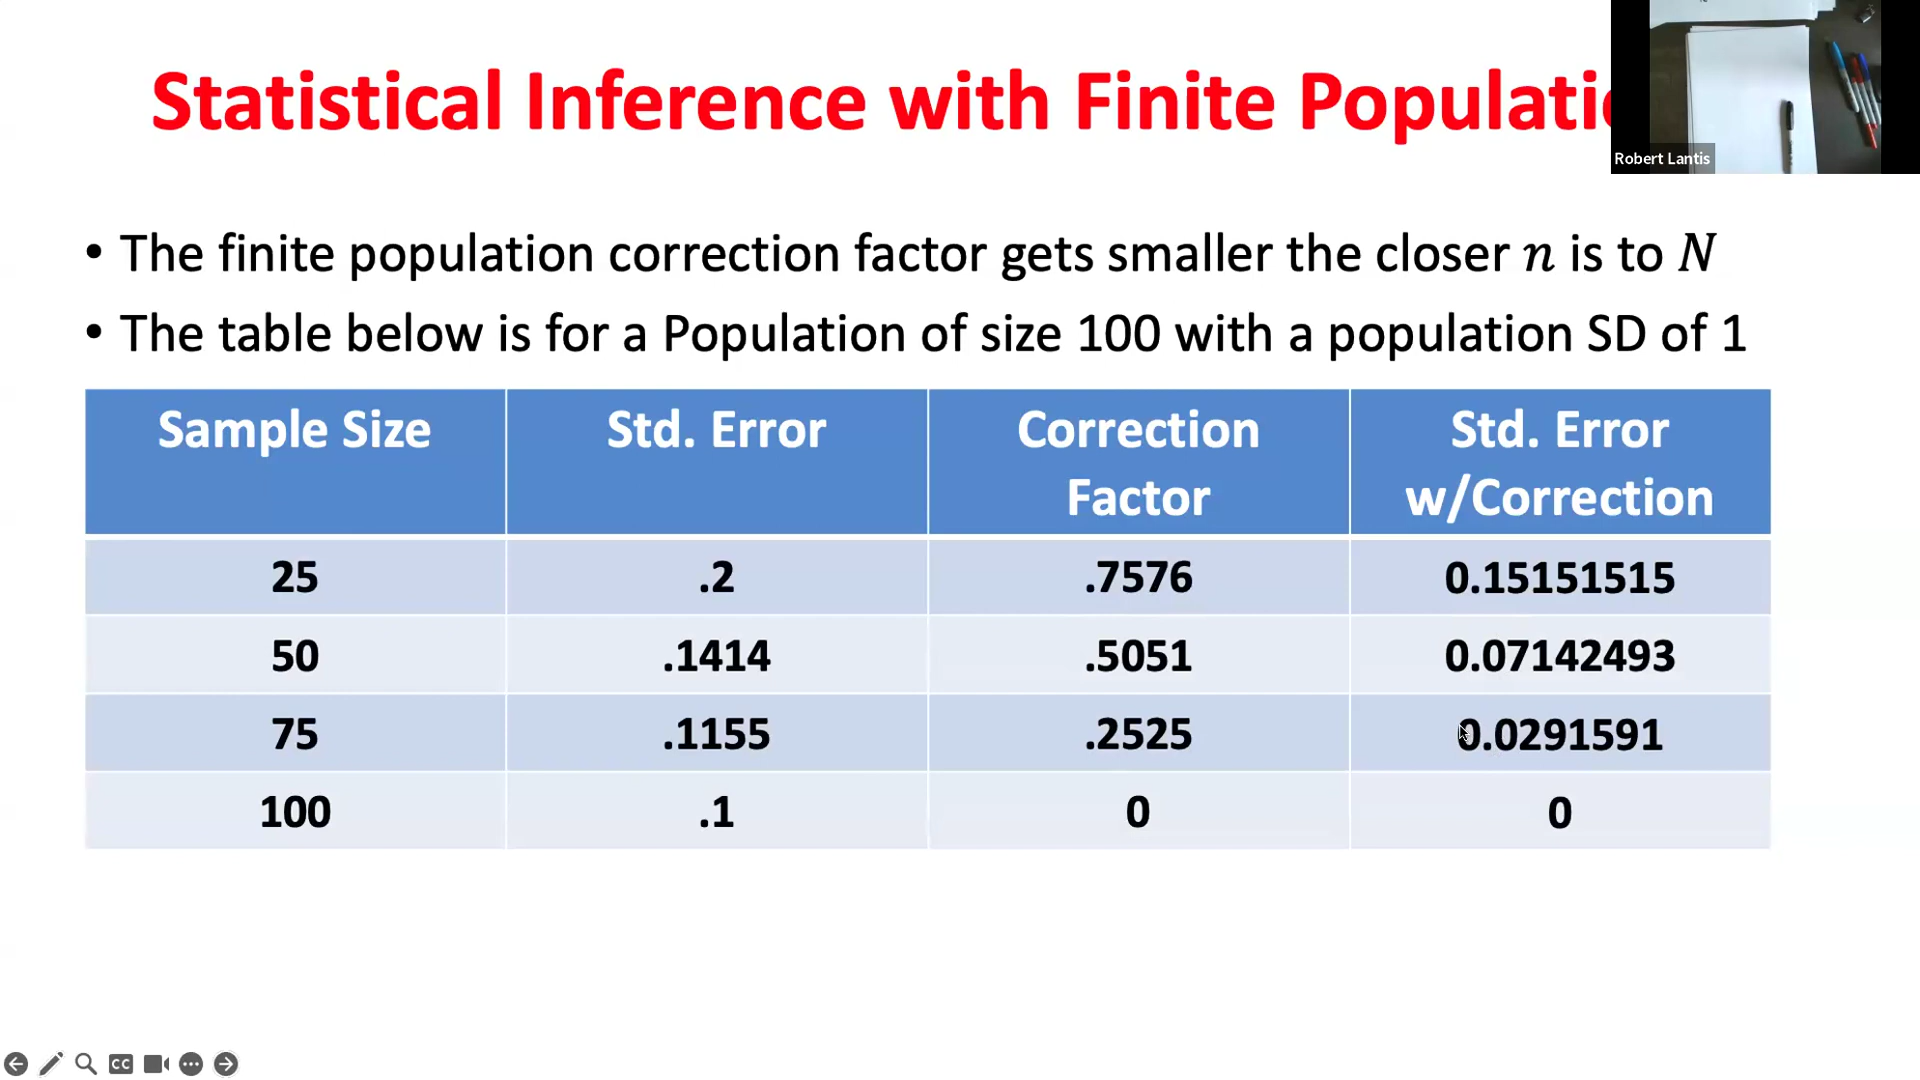 Statistical Inference with Finite Populatio
Robert Lantis
• The finite population correction factor gets smaller the closer n is to N
• The table below is for a Population of size 100 with a population SD of 1
Sample Size Std. Error Correction Factor Std. Error w/Correction
25 .2 .7576 0.15151515
50 .1414 .5051 0.07142493
75 .1155 .2525 0.0291591
100 .1 0 0
CC